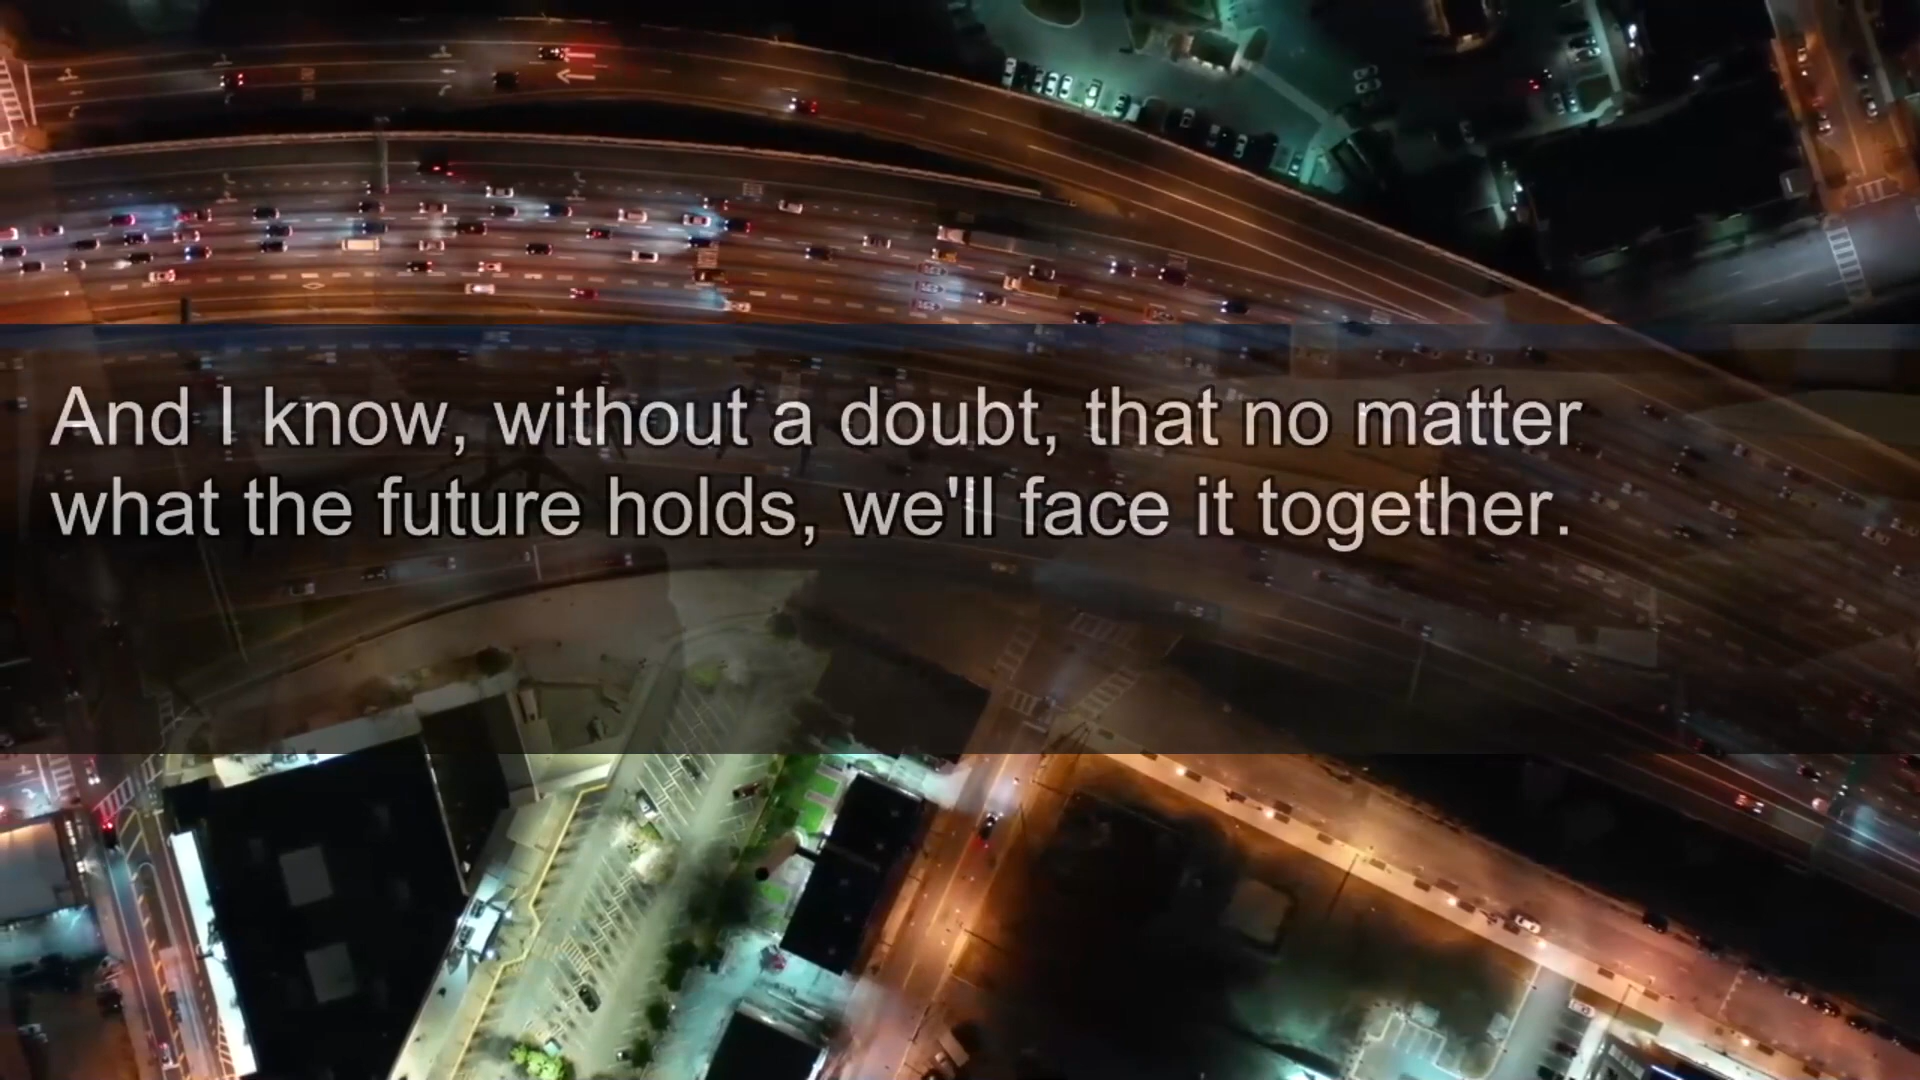 And I know, without a doubt, that no matter
what the future holds, we'll face it together.